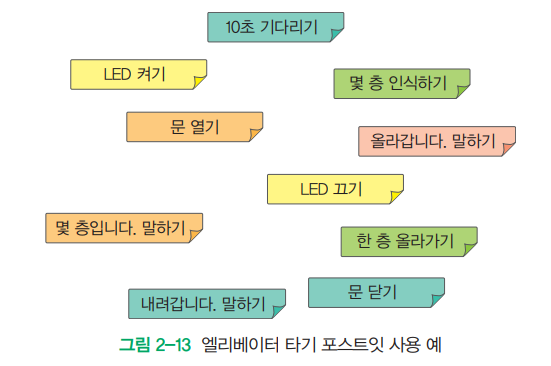 10초 기다리기
LED 켜기
몇 층 인식하기
문 열기
올라갑니다. 말하기
LED 끄기
몇 층입니다. 말하기
한 층 올라가기
문 닫기
내려갑니다. 말하기
그림 2-13 엘리베이터 타기 포스트잇 사용 예